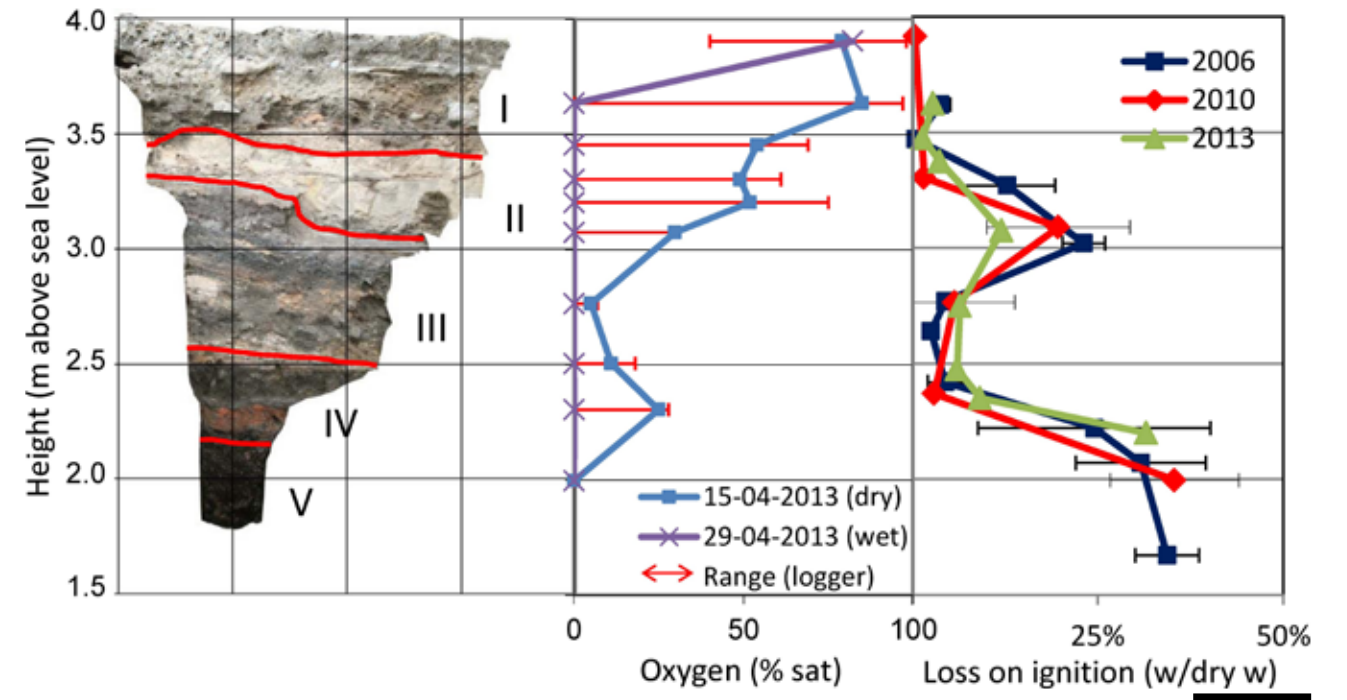 4.0
3.5
3.0
2.5
2.0
1.5
Height (m above sea level)
I
II
III
IV
V
15-04-2013 (dry)
29-04-2013 (wet)
Range (logger)
0
50
100
Oxygen (% sat)
2006
2010
2013
25%
50%
Loss on ignition (w/dry w)